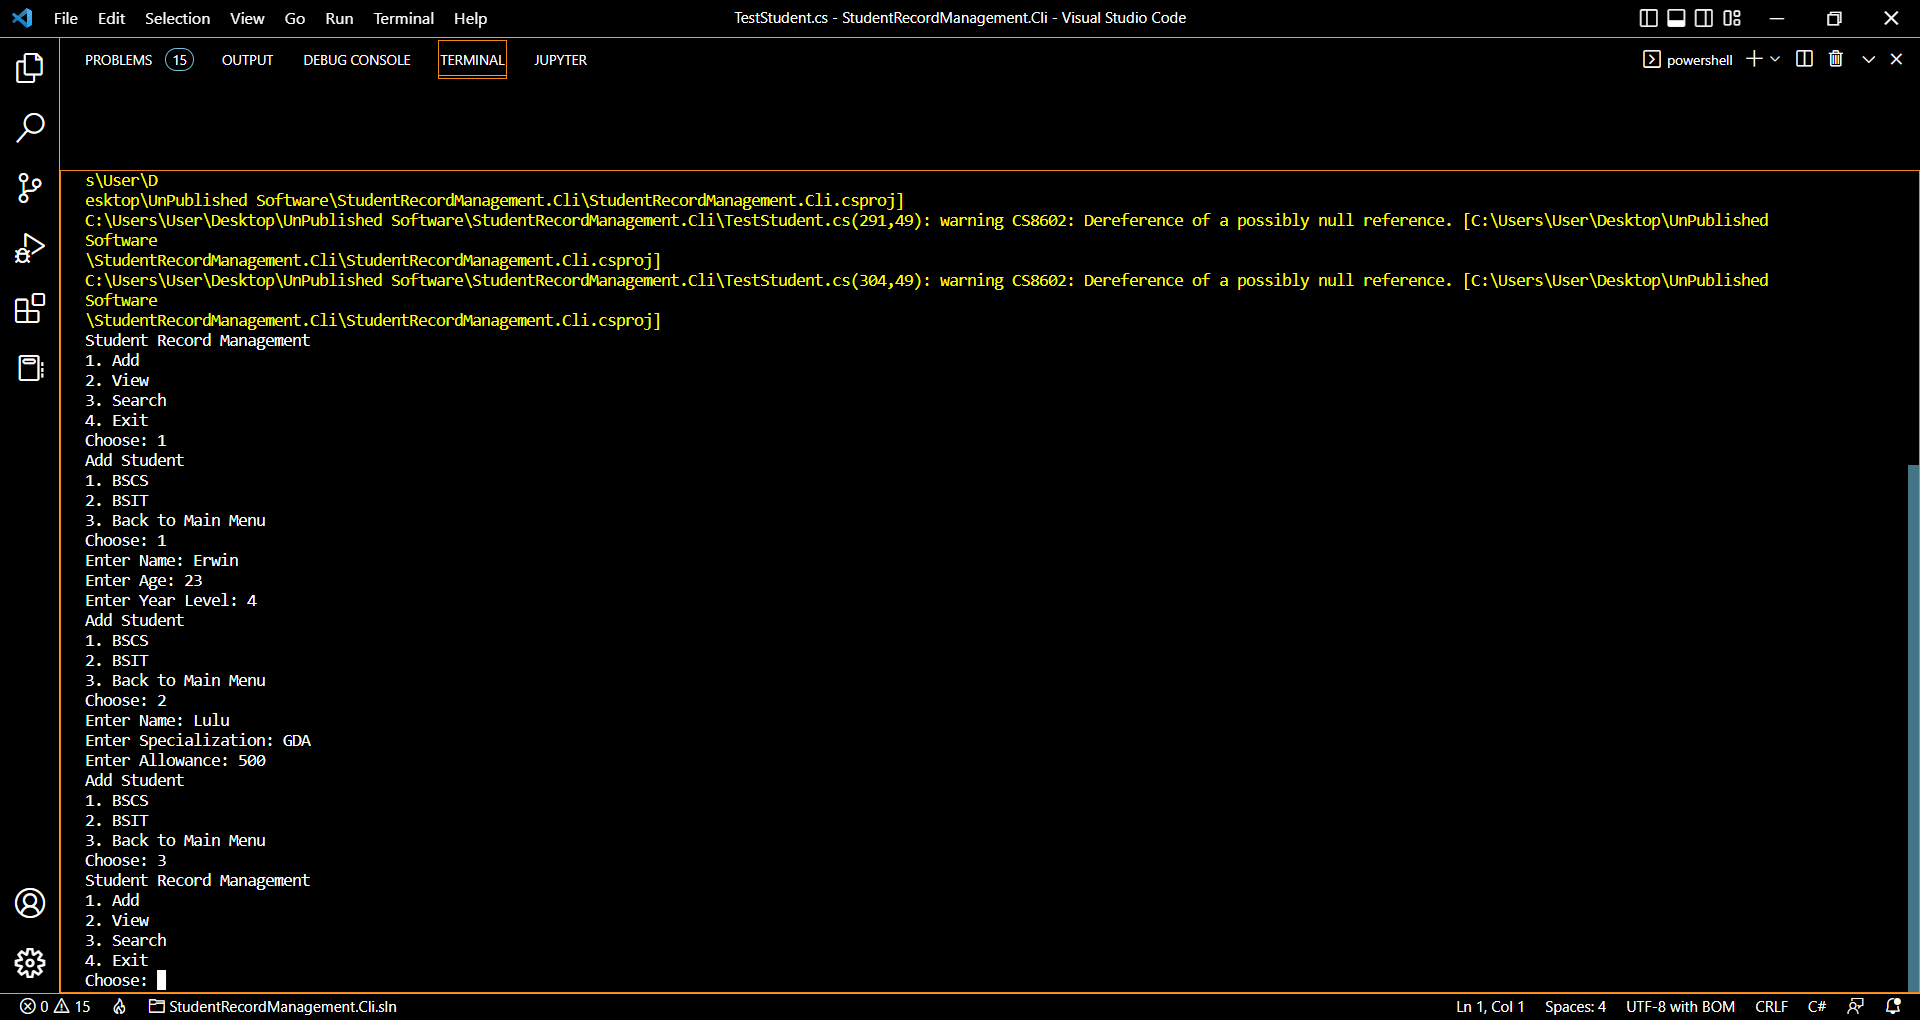 File Edit Selection View Go Run Terminal Help
TestStudent.cs - StudentRecordManagement.Cli - Visual Studio Code
PROBLEMS 15 OUTPUT DEBUG CONSOLE TERMINAL JUPYTER
powershell
s\User\D
esktop\UnPublished Software\StudentRecordManagement.Cli\StudentRecordManagement.Cli.csproj]
C:\Users\User\Desktop\UnPublished Software\StudentRecordManagement.Cli\TestStudent.cs(291,49): warning CS8602: Dereference of a possibly null reference. [C:\Users\User\Desktop\UnPublished
Software
\StudentRecordManagement.Cli\StudentRecordManagement.Cli.csproj]
C:\Users\User\Desktop\UnPublished Software\StudentRecordManagement.Cli\TestStudent.cs(304,49): warning CS8602: Dereference of a possibly null reference. [C:\Users\User\Desktop\UnPublished
Software
\StudentRecordManagement.Cli\StudentRecordManagement.Cli.csproj]
Student Record Management
1. Add
2. View
3. Search
4. Exit
Choose: 1
Add Student
1. BSCS
2. BSIT
3. Back to Main Menu
Choose: 1
Enter Name: Erwin
Enter Age: 23
Enter Year Level: 4
Add Student
1. BSCS
2. BSIT
3. Back to Main Menu
Choose: 2
Enter Name: Lulu
Enter Specialization: GDA
Enter Allowance: 500
Add Student
1. BSCS
2. BSIT
3. Back to Main Menu
Choose: 3
Student Record Management
1. Add
2. View
3. Search
4. Exit
Choose:
0 15 StudentRecordManagement.Cli.sln
Ln 1, Col 1 Spaces: 4 UTF-8 with BOM CRLF C#